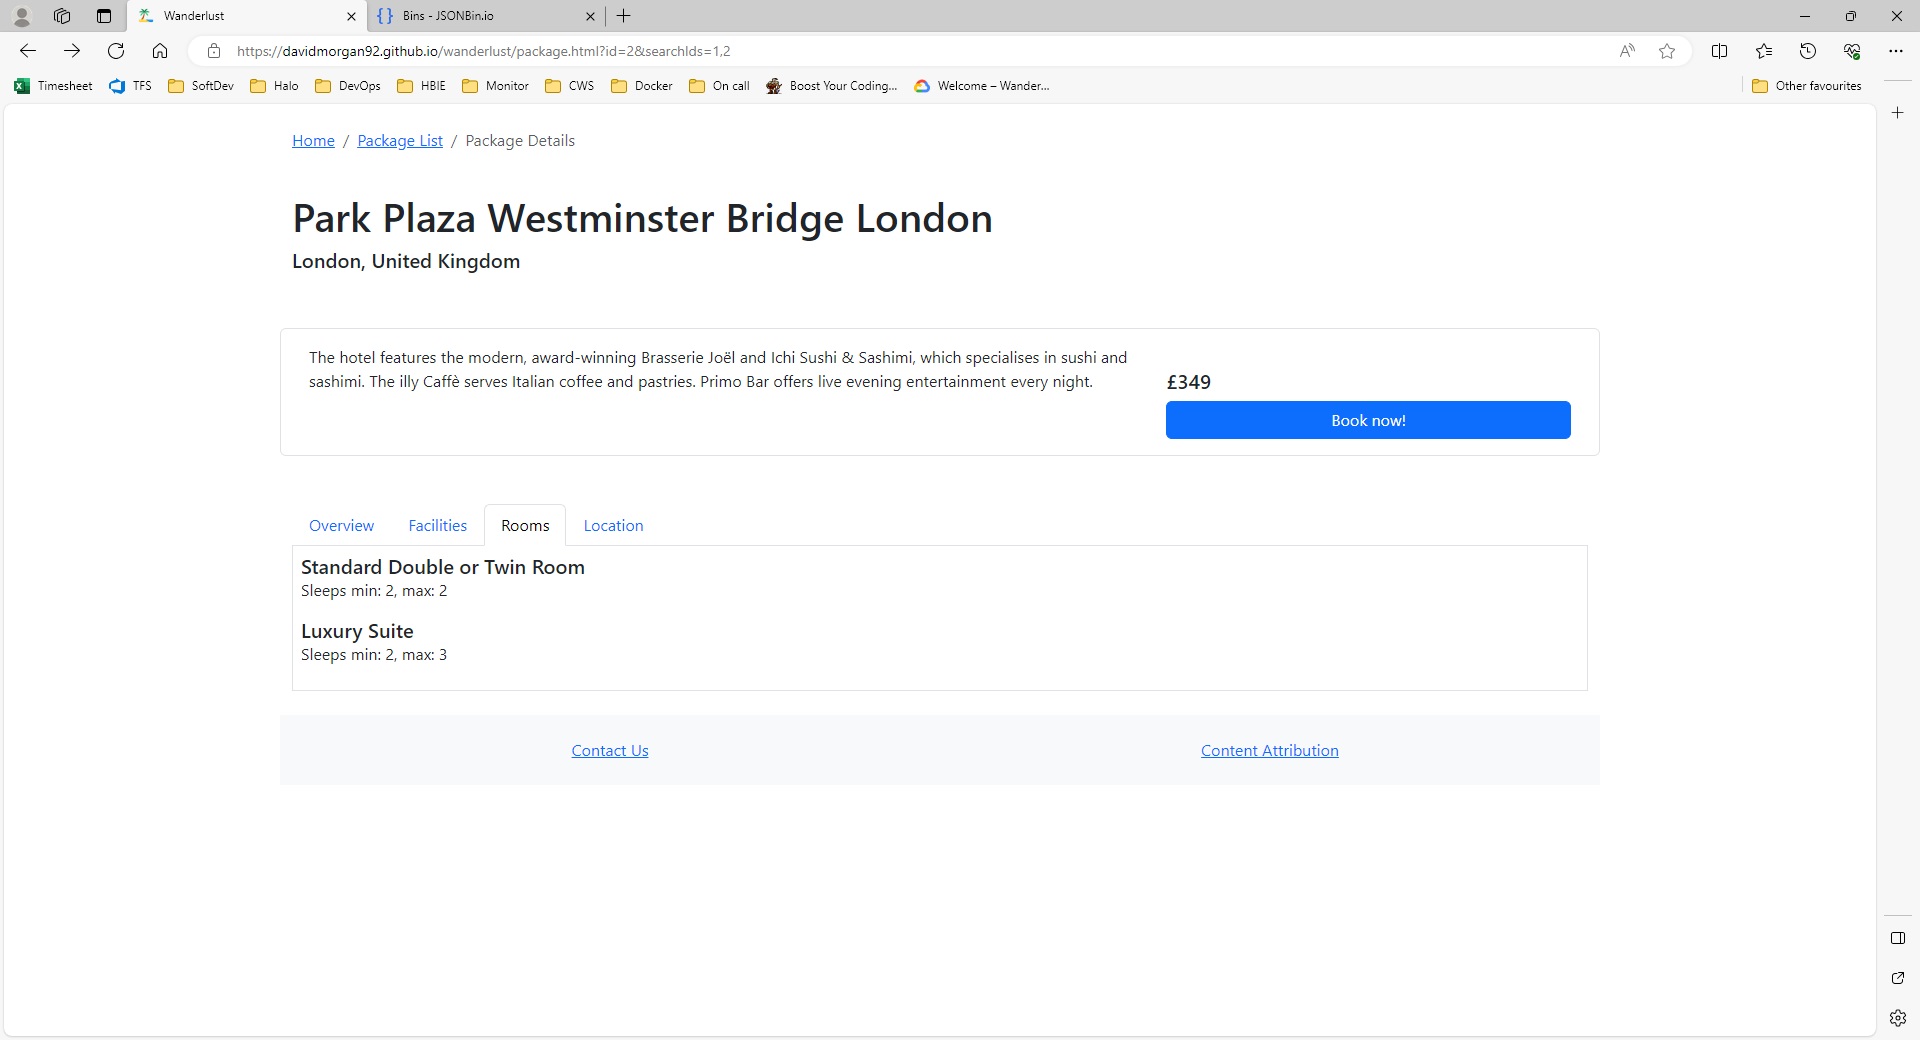 Wanderlust
Bins - JSONBin.io
https://davidmorgan92.github.io/wanderlust/package.html?id=2&searchIds=1,2
Timesheet
TFS
SoftDev
Halo
DevOps
HBIE
Monitor
CWS
Docker
On call
Boost Your Coding...
Welcome – Wander...
Other favourites
Home / Package List / Package Details
Park Plaza Westminster Bridge London
London, United Kingdom
The hotel features the modern, award-winning Brasserie Joël and Ichi Sushi & Sashimi, which specialises in sushi and
sashimi. The illy Caffè serves Italian coffee and pastries. Primo Bar offers live evening entertainment every night.
£349
Book now!
Overview
Facilities
Rooms
Location
Standard Double or Twin Room
Sleeps min: 2, max: 2
Luxury Suite
Sleeps min: 2, max: 3
Contact Us
Content Attribution